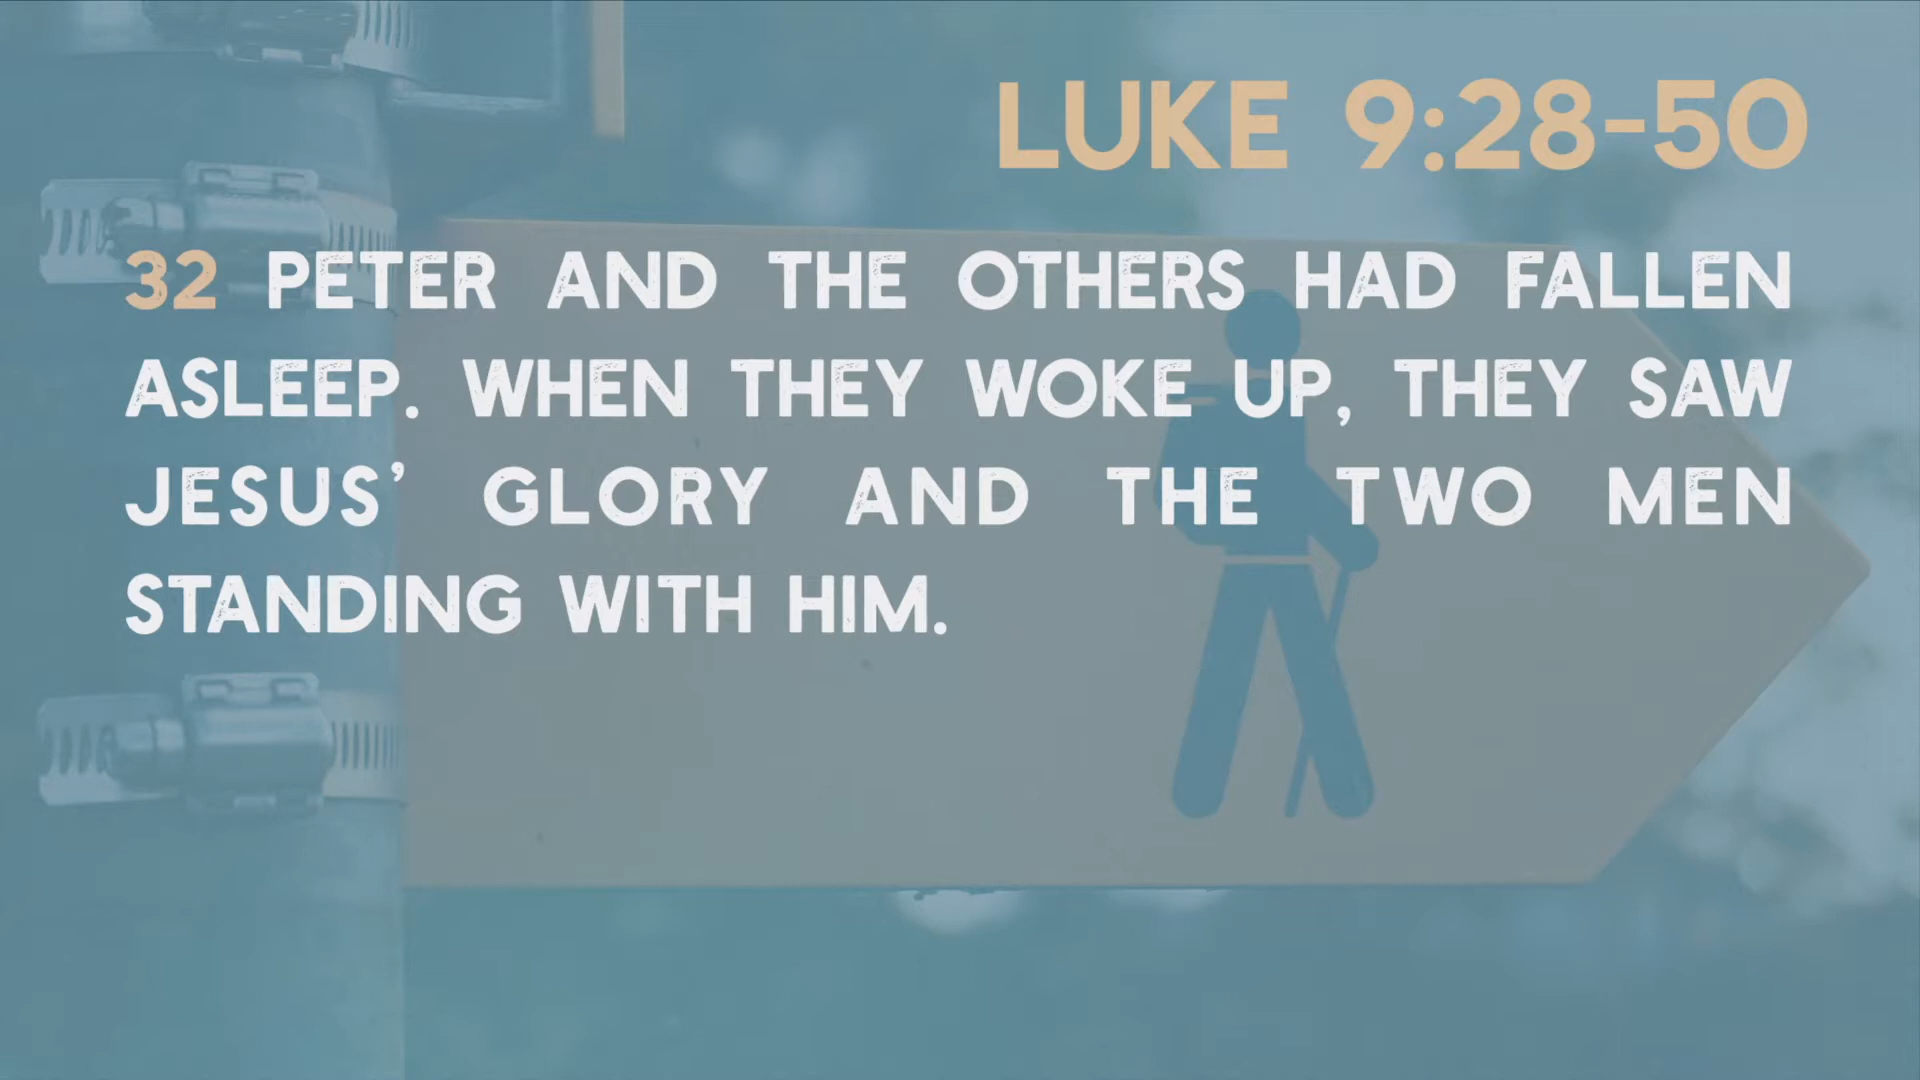 LUKE 9:28-50
32 PETER AND THE OTHERS HAD FALLEN
ASLEEP. WHEN THEY WOKE UP, THEY SAW
JESUS’ GLORY AND THE TWO MEN
STANDING WITH HIM.